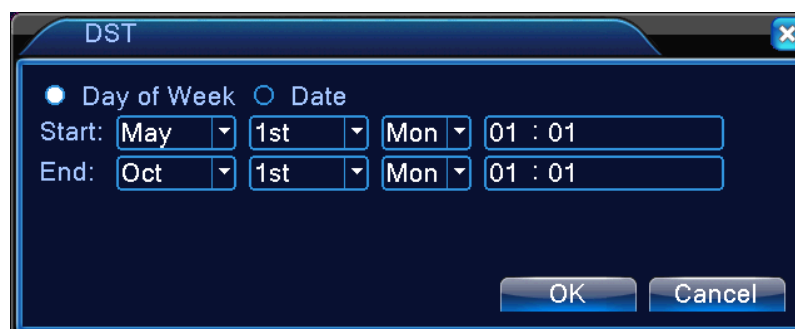 DST
Day of Week Date
Start: May 1st Mon 01 : 01
End: Oct 1st Mon 01 : 01
OK Cancel